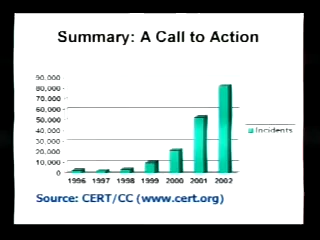 Summary: A Call to Action
90,000
80,000
70,000
60,000
50,000
40,000
30,000
20,000
10,000
0
1996 1997 1998 1999 2000 2001 2002
Incidents
Source: CERT/CC (www.cert.org)